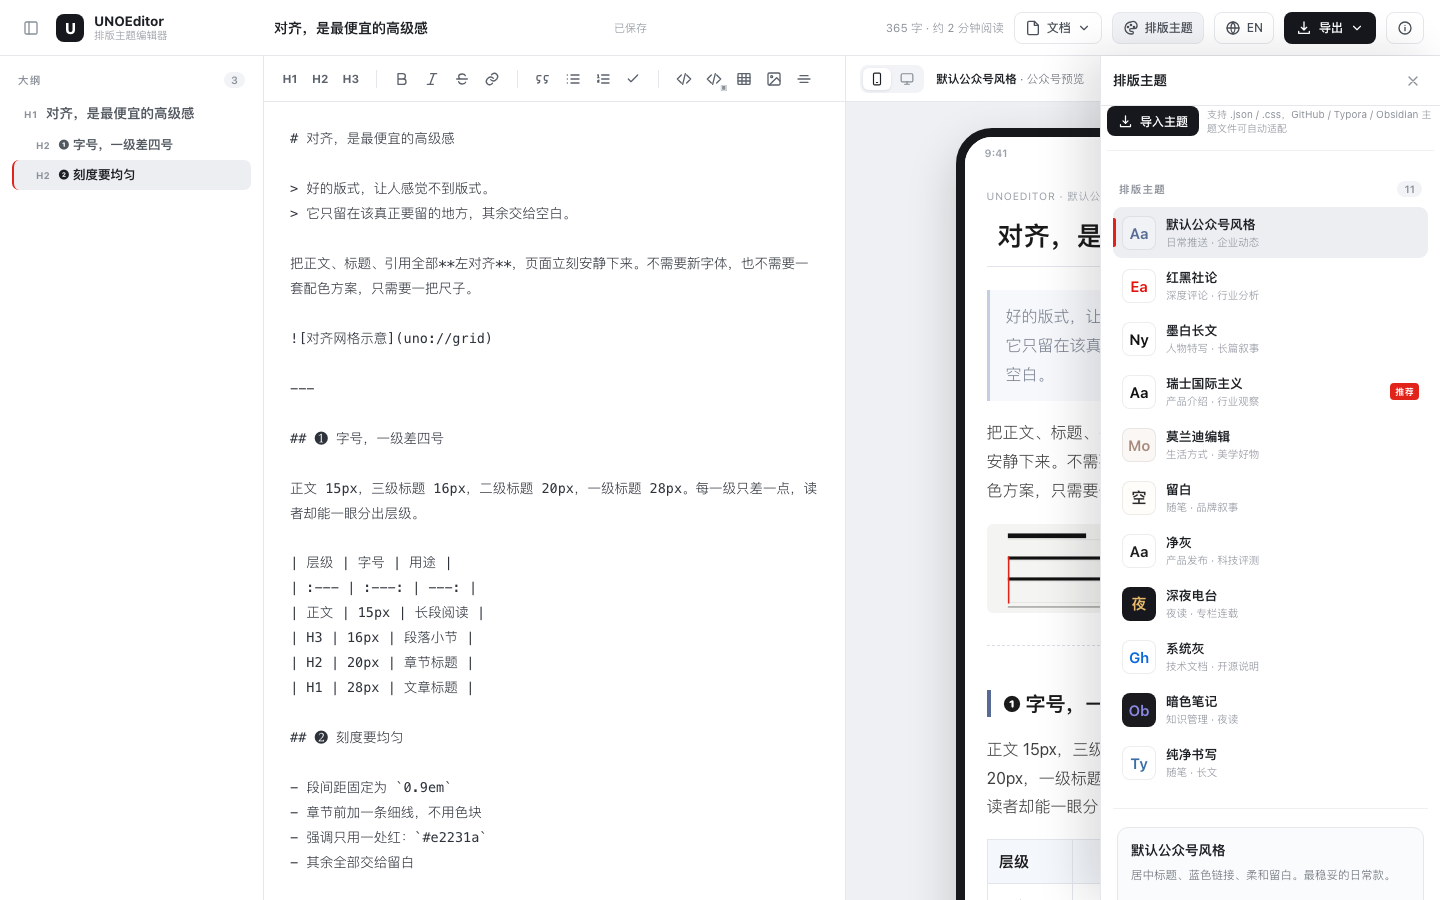 U
UNOEditor
排版主题编辑器
对齐，是最便宜的高级感
已保存
365 字 · 约 2 分钟阅读
文档
排版主题
EN
导出
大纲
3
H1 对齐，是最便宜的高级感
H2 ❶ 字号，一级差四号
H2 ❷ 刻度要均匀
H1 H2 H3
# 对齐，是最便宜的高级感
> 好的版式，让人感觉不到版式。
> 它只留在该真正要留的地方，其余交给空白。
把正文、标题、引用全部**左对齐**，页面立刻安静下来。不需要新字体，也不需要一
套配色方案，只需要一把尺子。
![对齐网格示意](uno://grid)
---
## ❶ 字号，一级差四号
正文 15px，三级标题 16px，二级标题 20px，一级标题 28px。每一级只差一点，读
者却能一眼分出层级。
| 层级 | 字号 | 用途 |
| :--- | :---: | ---: |
| 正文 | 15px | 长段阅读 |
| H3 | 16px | 段落小节 |
| H2 | 20px | 章节标题 |
| H1 | 28px | 文章标题 |
## ❷ 刻度要均匀
- 段间距固定为 `0.9em`
- 章节前加一条细线，不用色块
- 强调只用一处红：`#e2231a`
- 其余全部交给留白
默认公众号风格 · 公众号预览
9:41
UNOEDITOR · 默认公
对齐，是
好的版式，让
它只留在该真
空白。
把正文、标题、
安静下来。不需
色方案，只需要
❶ 字号，一
正文 15px，三级
20px，一级标题
读者却能一眼分
层级
排版主题
导入主题
支持 .json / .css，GitHub / Typora / Obsidian 主
题文件可自动适配
排版主题
11
Aa
默认公众号风格
日常推送 · 企业动态
Ea
红黑社论
深度评论 · 行业分析
Ny
墨白长文
人物特写 · 长篇叙事
Aa
瑞士国际主义
产品介绍 · 行业观察
推荐
Mo
莫兰迪编辑
生活方式 · 美学好物
空
留白
随笔 · 品牌叙事
Aa
净灰
产品发布 · 科技评测
夜
深夜电台
夜读 · 专栏连载
Gh
系统灰
技术文档 · 开源说明
Ob
暗色笔记
知识管理 · 夜读
Ty
纯净书写
随笔 · 长文
默认公众号风格
居中标题、蓝色链接、柔和留白。最稳妥的日常款。